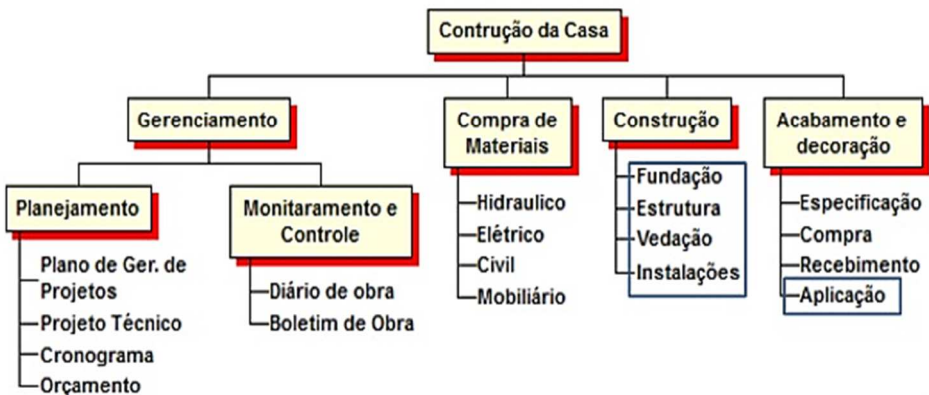 Contrução da Casa
Gerenciamento
Compra de
Materiais
Construção
Acabamento e
decoração
Planejamento
Monitaramento e
Controle
Plano de Ger. de
Projetos
Projeto Técnico
Cronograma
Orçamento
Diário de obra
Boletim de Obra
Hidraulico
Elétrico
Civil
Mobiliário
Fundação
Estrutura
Vedação
Instalações
Especificação
Compra
Recebimento
Aplicação